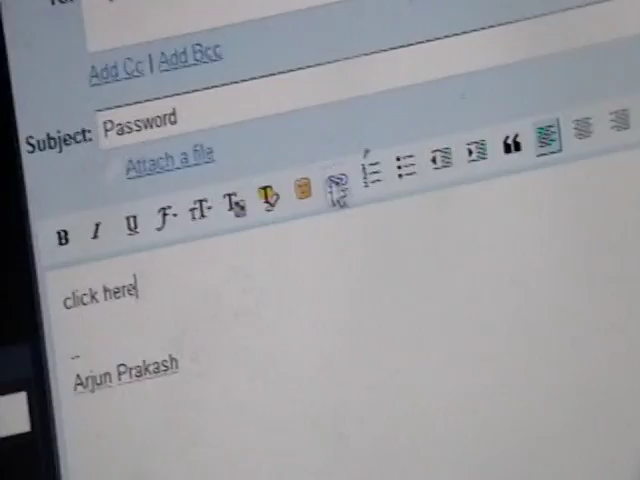 Add Cc | Add Bcc
Subject: Password
Attach a file
B I U
click here
--
Arjun Prakash